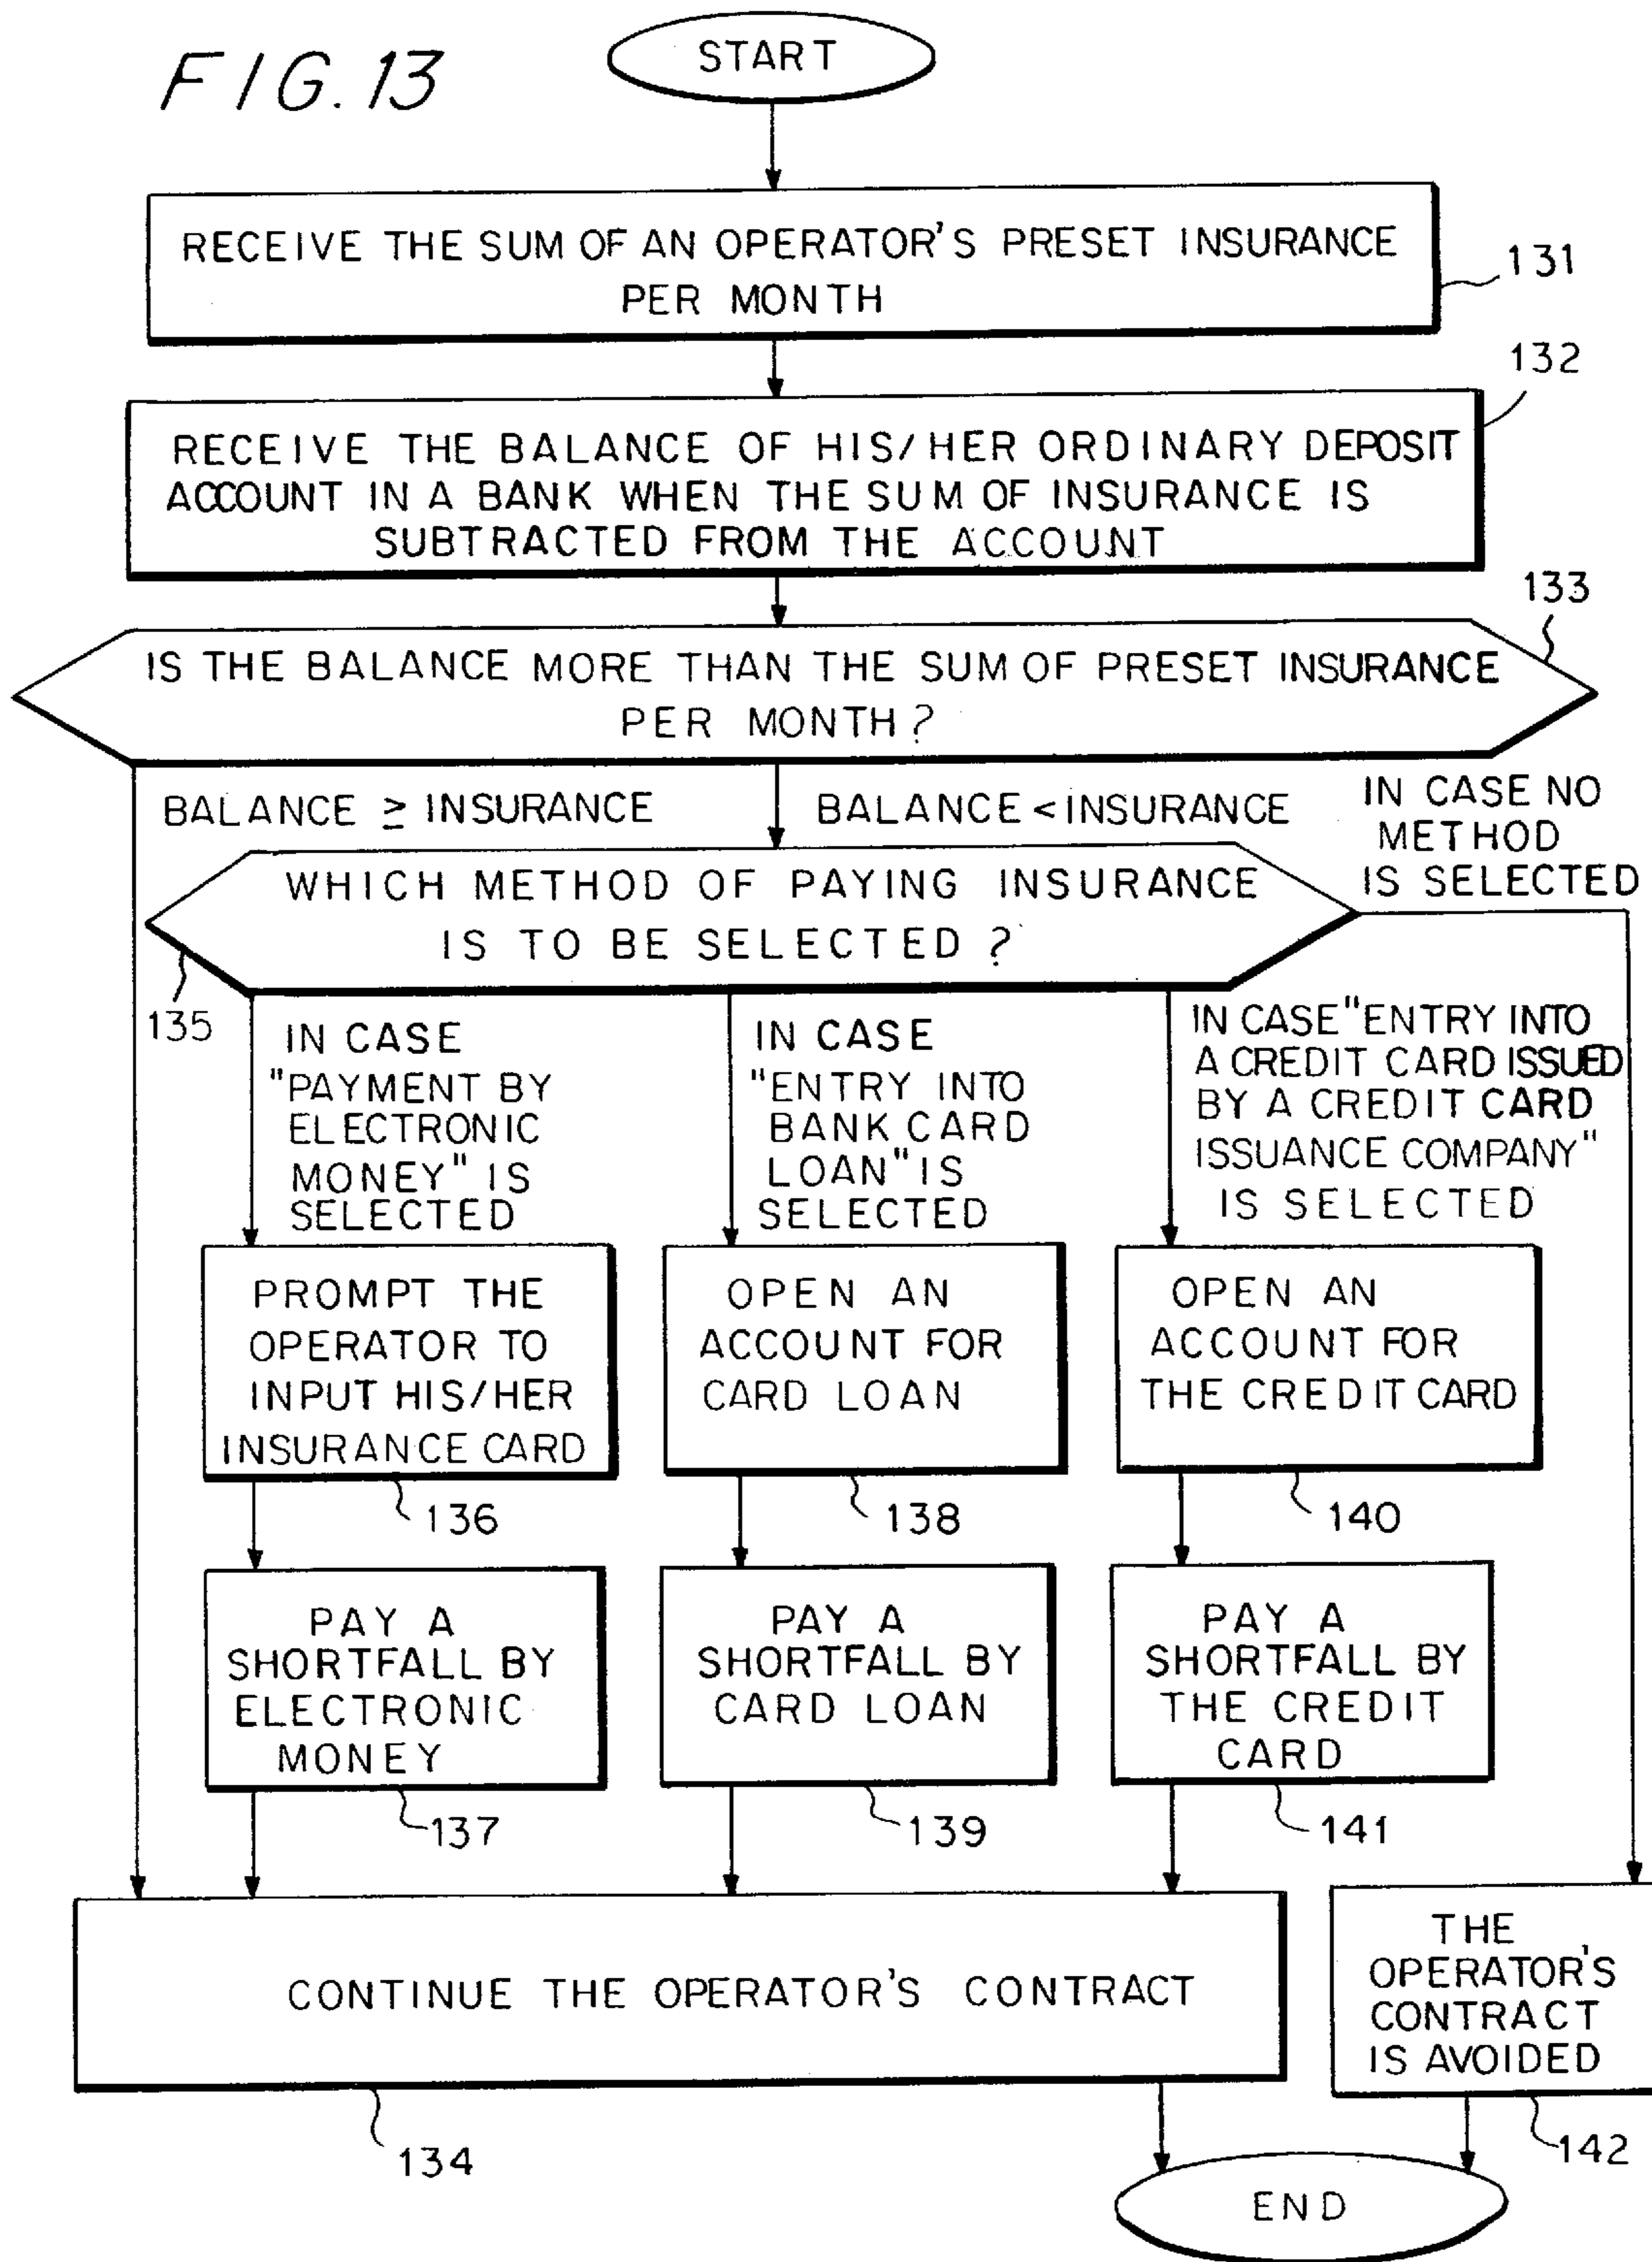 FIG. 13
START
RECEIVE THE SUM OF AN OPERATOR'S PRESET INSURANCE
PER MONTH
131
132
RECEIVE THE BALANCE OF HIS/HER ORDINARY DEPOSIT
ACCOUNT IN A BANK WHEN THE SUM OF INSURANCE IS
SUBTRACTED FROM THE ACCOUNT
133
IS THE BALANCE MORE THAN THE SUM OF PRESET INSURANCE
PER MONTH?
BALANCE ≥ INSURANCE
BALANCE < INSURANCE
IN CASE NO
METHOD
IS SELECTED
WHICH METHOD OF PAYING INSURANCE
IS TO BE SELECTED?
135
IN CASE
"PAYMENT BY
ELECTRONIC
MONEY" IS
SELECTED
IN CASE
"ENTRY INTO
BANK CARD
LOAN" IS
SELECTED
IN CASE "ENTRY INTO
A CREDIT CARD ISSUED
BY A CREDIT CARD
ISSUANCE COMPANY"
IS SELECTED
PROMPT THE
OPERATOR TO
INPUT HIS/HER
INSURANCE CARD
136
OPEN AN
ACCOUNT FOR
CARD LOAN
138
OPEN AN
ACCOUNT FOR
THE CREDIT CARD
140
PAY A
SHORTFALL BY
ELECTRONIC
MONEY
137
PAY A
SHORTFALL BY
CARD LOAN
139
PAY A
SHORTFALL BY
THE CREDIT
CARD
141
CONTINUE THE OPERATOR'S CONTRACT
134
THE
OPERATOR'S
CONTRACT
IS AVOIDED
142
END